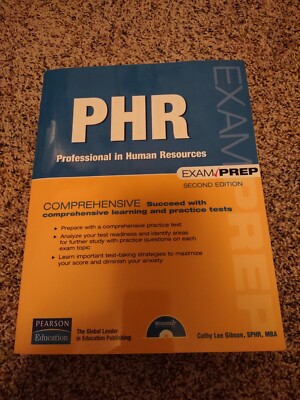 PHR
Professional in Human Resources
EXAM/PREP
SECOND EDITION
EXAM
PREP
COMPREHENSIVE Succeed with
comprehensive learning and practice tests
▸ Prepare with a comprehensive practice test
▸ Analyze your test readiness and identify areas
for further study with practice questions on each
exam topic
▸ Learn important test-taking strategies to maximize
your score and diminish your anxiety
PEARSON
Education
The Global Leader
in Education Publishing
Cathy Lee Gibson, SPHR, MBA